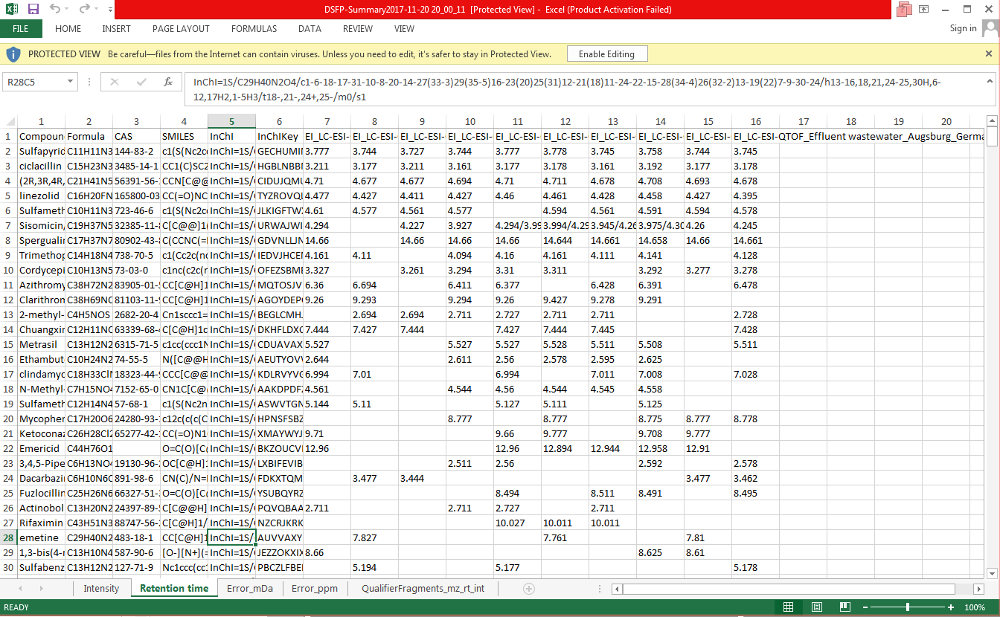 DSFP-Summary2017-11-20 20_00_11 [Protected View] - Excel (Product Activation Failed)
FILE HOME INSERT PAGE LAYOUT FORMULAS DATA REVIEW VIEW Sign in
PROTECTED VIEW Be careful—files from the Internet can contain viruses. Unless you need to edit, it's safer to stay in Protected View. Enable Editing
R28C5 fx InChI=1S/C29H40N2O4/c1-6-18-17-31-10-8-20-14-27(33-3)29(35-5)16-23(20)25(31)12-21(18)11-24-22-15-28(34-4)26(32-2)13-19(22)7-9-30-24/h13-16,18,21,24-25,30H,6-
12,17H2,1-5H3/t18-,21-,24+,25-/m0/s1
1 2 3 4 5 6 7 8 9 10 11 12 13 14 15 16 17 18 19 20
1 Compoun Formula CAS SMILES InChI InChIKey EI_LC-ESI- EI_LC-ESI- EI_LC-ESI- EI_LC-ESI- EI_LC-ESI- EI_LC-ESI- EI_LC-ESI- EI_LC-ESI- EI_LC-ESI- EI_LC-ESI-QTOF_Effluent wastewater_Augsburg_Germa
2 Sulfapyrid C11H11N3 144-83-2 c1(S(Nc2c InChI=1S/ GECHUMI 3.777 3.744 3.727 3.744 3.777 3.778 3.745 3.758 3.744 3.745
3 ciclacillin C15H23N3 3485-14-1 CC1(C)SC2 InChI=1S/ HGBLNBB 3.211 3.177 3.211 3.161 3.177 3.178 3.161 3.192 3.177 3.178
4 (2R,3R,4R, C21H41N5 56391-56- CCN[C@@ InChI=1S/ CIDUJQM 4.71 4.677 4.677 4.694 4.71 4.711 4.678 4.708 4.693 4.678
5 linezolid C16H20FN 165800-03 CC(=O)NC InChI=1S/ TYZROVQ 4.477 4.427 4.411 4.427 4.46 4.461 4.428 4.458 4.427 4.395
6 Sulfameth C10H11N3 723-46-6 c1(S(Nc2c InChI=1S/ JLKIGFTW 4.61 4.577 4.561 4.577 4.594 4.561 4.591 4.594 4.578
7 Sisomicin, C19H37N5 32385-11- C[C@@]1( InChI=1S/ URWAJWI 4.294 4.227 3.927 4.294/3.99 3.994/4.29 3.945/4.26 3.975/4.30 4.26 4.245
8 Sperguali C17H37N7 80902-43- C(CCNC(= InChI=1S/ GDVNLLJN 14.66 14.66 14.66 14.66 14.644 14.661 14.658 14.66 14.661
9 Trimethop C14H18N4 738-70-5 c1(Cc2c(nc InChI=1S/ IEDVJHCE 4.161 4.11 4.094 4.16 4.161 4.111 4.141 4.128
10 Cordycepi C10H13N5 73-03-0 c1nc(c2c(n InChI=1S/ OFEZSBM 3.327 3.261 3.294 3.31 3.311 3.292 3.277 3.278
11 Azithromy C38H72N2 83905-01- CC[C@H]1 InChI=1S/ MQTOSJV 6.36 6.694 6.411 6.377 6.428 6.391 6.478
12 Clarithron C38H69NC 81103-11- CC[C@H]1 InChI=1S/ AGOYDEP 9.26 9.293 9.294 9.26 9.427 9.278 9.291
13 2-methyl- C4H5NOS 2682-20-4 Cn1sccc1= InChI=1S/ BEGLCMH 2.694 2.694 2.711 2.727 2.711 2.711 2.728
14 Chuangxin C12H11NC 63339-68- C[C@H]1c InChI=1S/ DKHFLDX 7.444 7.427 7.444 7.427 7.444 7.445 7.428
15 Metrasil C13H12N2 6315-71-5 c1cc(ccc1N InChI=1S/ CDUAVAX 5.527 5.527 5.527 5.528 5.511 5.508 5.511
16 Ethambut C10H24N2 74-55-5 N([C@@H InChI=1S/ AEUTYOV 2.644 2.611 2.56 2.578 2.595 2.625
17 clindamyc C18H33ClN 18323-44- CCC[C@@ InChI=1S/ KDLRVYV 6.994 7.01 6.994 7.011 7.008 7.028
18 N-Methyl- C7H15NO4 7152-65-0 CN1C[C@ InChI=1S/ AAKDPDF 4.561 4.544 4.56 4.544 4.545 4.558
19 Sulfameth C12H14N4 57-68-1 c1(S(Nc2n InChI=1S/ ASWVTGN 5.144 5.11 5.127 5.111 5.125
20 Mycopher C17H20O6 24280-93- c12c(c(c(C InChI=1S/ HPNSFSBZ 8.777 8.777 8.775 8.777 8.778
21 Ketoconaz C26H28Cl2 65277-42- CC(=O)N1 InChI=1S/ XMAYWYJ 9.71 9.66 9.777 9.708 9.777
22 Emericid C44H76O1 O=C(O)[C@ InChI=1S/ BKZOUCV 12.96 12.96 12.894 12.944 12.958 12.91
23 3,4,5-Pipe C6H13NO4 19130-96- OC[C@H]1 InChI=1S/ LXBIFEVIB 2.511 2.56 2.592 2.578
24 Dacarbazi C6H10N6C 891-98-6 CN(C)/N= InChI=1S/ FDKXTQM 3.477 3.444 3.477 3.462
25 Fuzlocillin C25H26N6 66327-51- O=C(O)[C@ InChI=1S/ YSUBQYRZ 8.494 8.511 8.491 8.495
26 Actinobol C13H20N2 24397-89- C[C@@H] InChI=1S/ PQVQBAA 2.711 2.711 2.727 2.711
27 Rifaximin C43H51N3 88747-56- C[C@H]1/ InChI=1S/ NZCRJKRK 10.027 10.011 10.011
28 emetine C29H40N2 483-18-1 CC[C@H]1 InChI=1S/ AUVVAXY 7.827 7.761 7.81
29 1,3-bis(4-n C13H10N4 587-90-6 [O-][N+](= InChI=1S/ JEZZOKXIX 8.66 8.625 8.61
30 Sulfabenz C13H12N2 127-71-9 Nc1ccc(cc1 InChI=1S/ PBCZLFBE 5.194 5.177 5.178
Intensity Retention time Error_mDa Error_ppm QualifierFragments_mz_rt_int
READY 100%